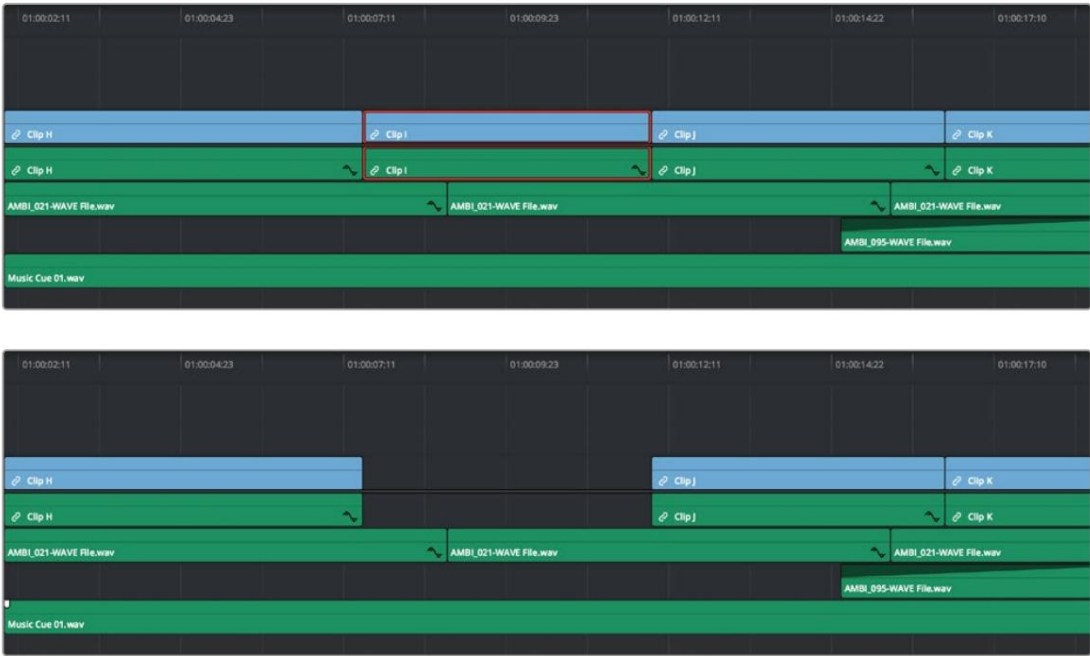 01:00:02:11 01:00:04:23 01:00:07:11 01:00:09:23 01:00:12:11 01:00:14:22 01:00:17:10
Clip H Clip I Clip J Clip K
Clip H Clip I Clip J Clip K
AMBI_021-WAVE File.wav AMBI_021-WAVE File.wav AMBI_021-WAVE File.wav
AMBI_095-WAVE File.wav
Music Cue 01.wav
01:00:02:11 01:00:04:23 01:00:07:11 01:00:09:23 01:00:12:11 01:00:14:22 01:00:17:10
Clip H Clip J Clip K
Clip H Clip J Clip K
AMBI_021-WAVE File.wav AMBI_021-WAVE File.wav AMBI_021-WAVE File.wav
AMBI_095-WAVE File.wav
Music Cue 01.wav